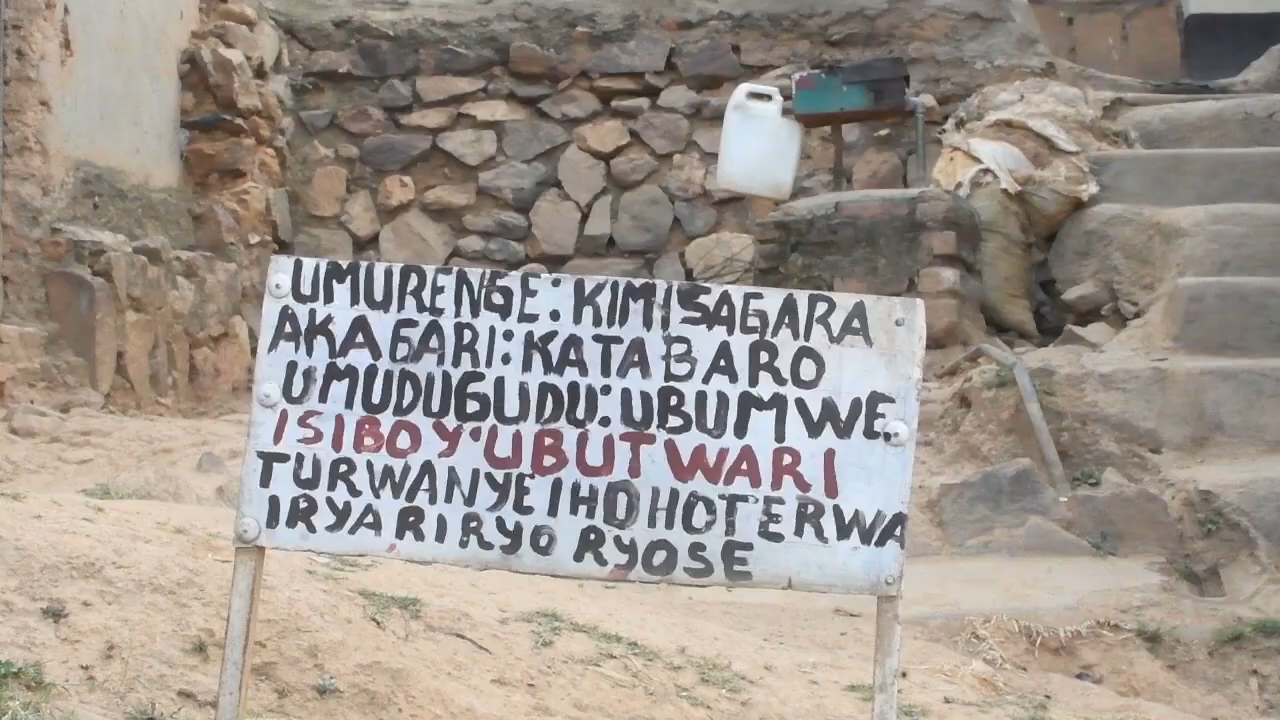 UMURENGE: KIMISAGARA
AKAGARI: KATABARO
UMUDUGUDU: UBUMWE.
ISIBO Y'UBUTWARI
TURWANYE IHOHOTERWA
IRYARIRYO RYOSE